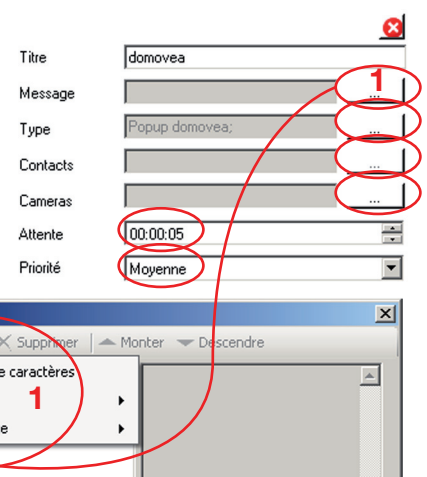 Titre domovea
Message ... 1
Type Popup domovea; ...
Contacts ...
Cameras ...
Attente 00:00:05
Priorité Moyenne
Supprimer Monter Descendre
e caractères
1
e